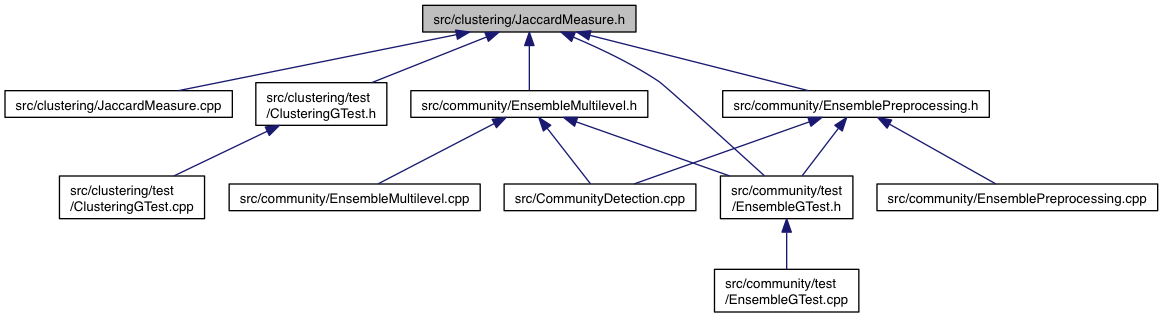 src/clustering/JaccardMeasure.h
src/clustering/JaccardMeasure.cpp
src/clustering/test
/ClusteringGTest.h
src/community/EnsembleMultilevel.h
src/community/EnsemblePreprocessing.h
src/clustering/test
/ClusteringGTest.cpp
src/community/EnsembleMultilevel.cpp
src/CommunityDetection.cpp
src/community/test
/EnsembleGTest.h
src/community/EnsemblePreprocessing.cpp
src/community/test
/EnsembleGTest.cpp